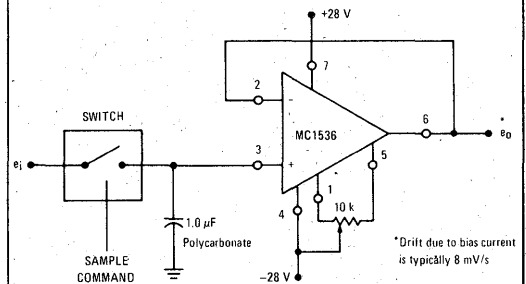 +28 V
7
2
SWITCH
MC1536
6
eo
*
ei
3
5
1
10 k
4
1.0 µF
Polycarbonate
SAMPLE
COMMAND
-28 V
*Drift due to bias current
is typically 8 mV/s